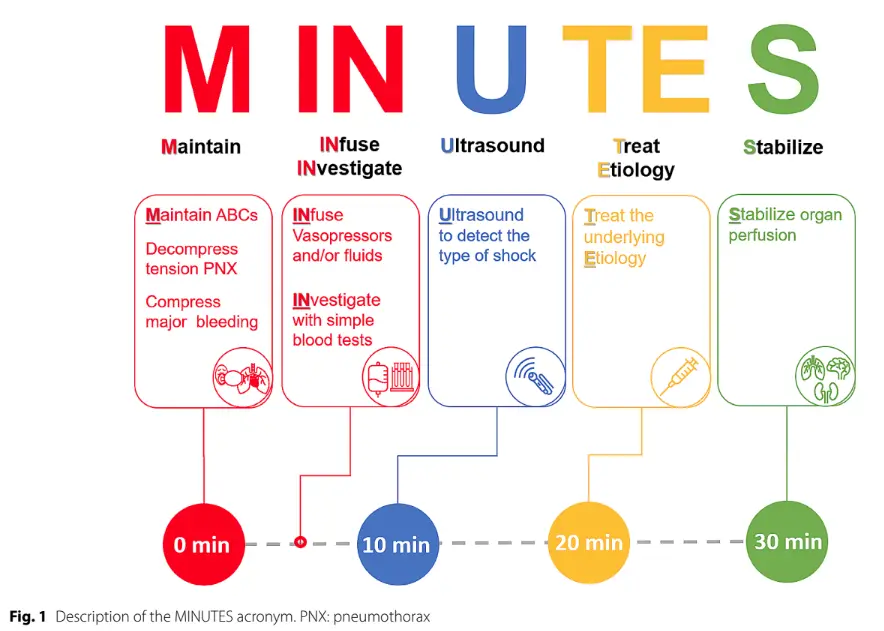 MINUTES
Maintain
INfuse
INvestigate
Ultrasound
Treat
Etiology
Stabilize
Maintain ABCs
Decompress
tension PNX
Compress
major bleeding
INfuse
Vasopressors
and/or fluids
INvestigate
with simple
blood tests
Ultrasound
to detect the
type of shock
Treat the
underlying
Etiology
Stabilize organ
perfusion
0 min
10 min
20 min
30 min
Fig. 1 Description of the MINUTES acronym. PNX: pneumothorax